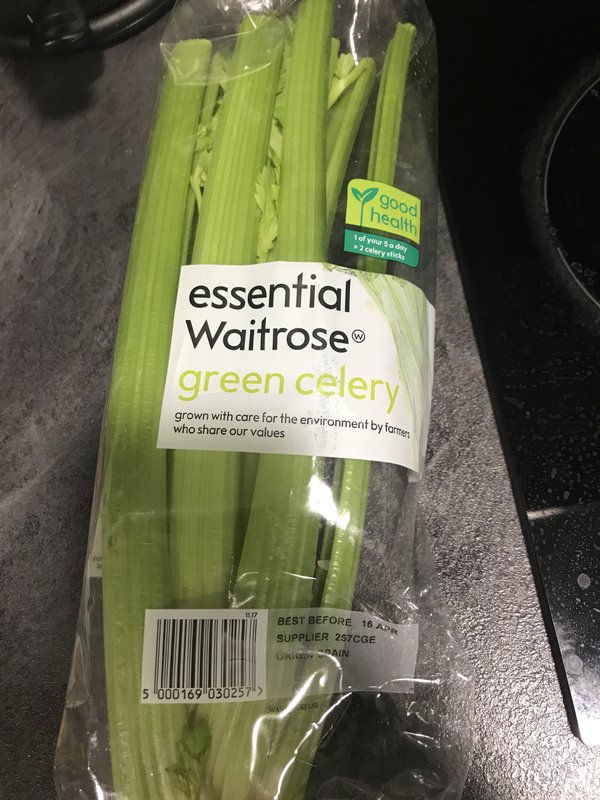 good
health
1 of your 5 a day
= 2 celery sticks
essential
Waitrose
green celery
grown with care for the environment by farmers
who share our values
11.17
BEST BEFORE 16 APR
SUPPLIER 257CGE
ORIGIN SPAIN
5 000169 030257 >